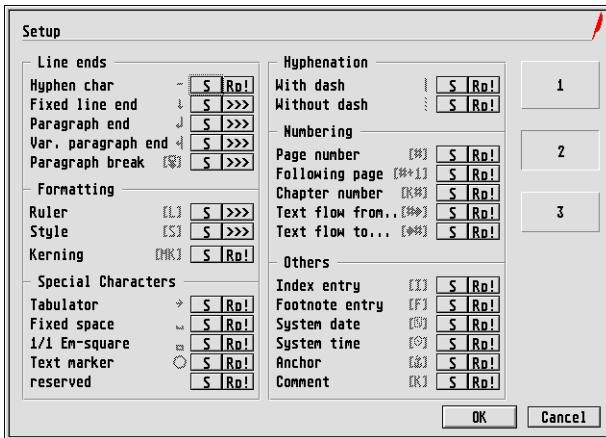 Setup
Line ends
Hyphen char - S Rp!
Fixed line end ↓ S >>>
Paragraph end ↲ S >>>
Var. paragraph end S >>>
Paragraph break S >>>
Formatting
Ruler [L] S >>>
Style [S] S >>>
Kerning [MK] S Rp!
Special Characters
Tabulator → S Rp!
Fixed space ␣ S Rp!
1/1 Em-square S Rp!
Text marker ○ S Rp!
reserved S Rp!
Hyphenation
With dash | S Rp!
Without dash ┊ S Rp!
Numbering
Page number [#] S Rp!
Following page [#+1] S Rp!
Chapter number [K#] S Rp!
Text flow from.. S Rp!
Text flow to... S Rp!
Others
Index entry [I] S Rp!
Footnote entry [F] S Rp!
System date S Rp!
System time S Rp!
Anchor [⚓] S Rp!
Comment [K] S Rp!
1
2
3
OK Cancel